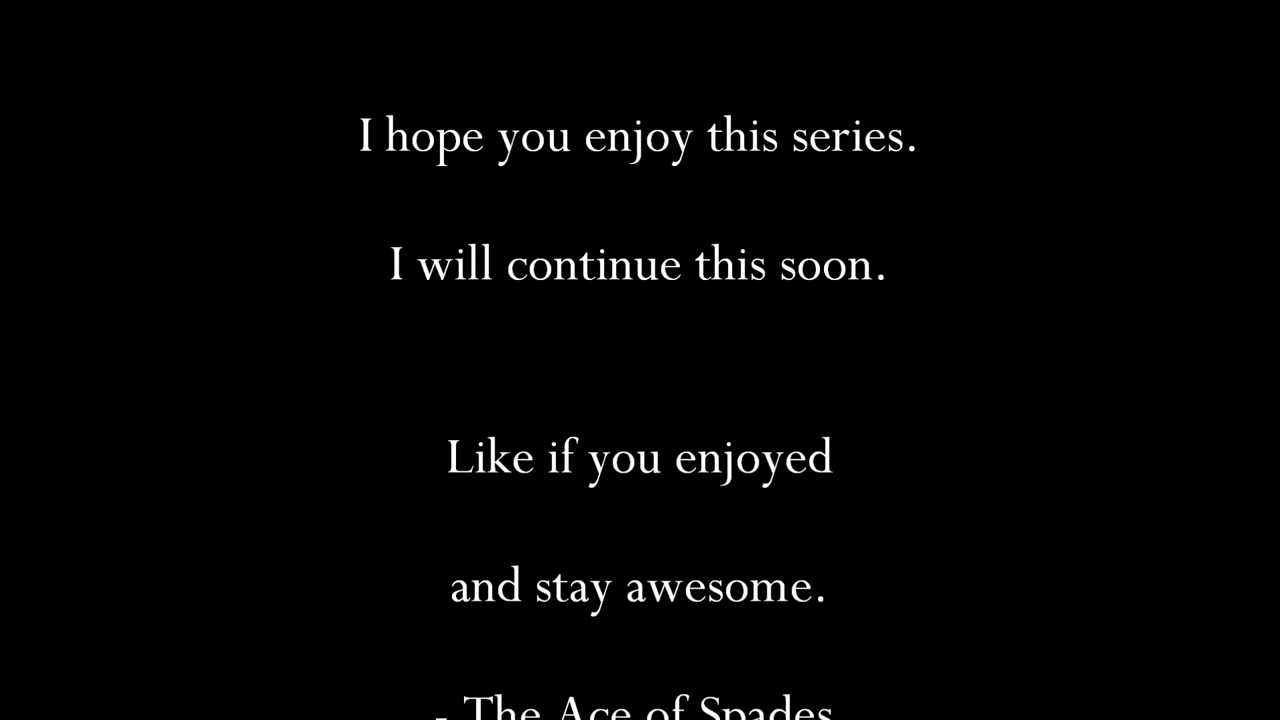 I hope you enjoy this series.
I will continue this soon.
Like if you enjoyed
and stay awesome.
- The Ace of Spades